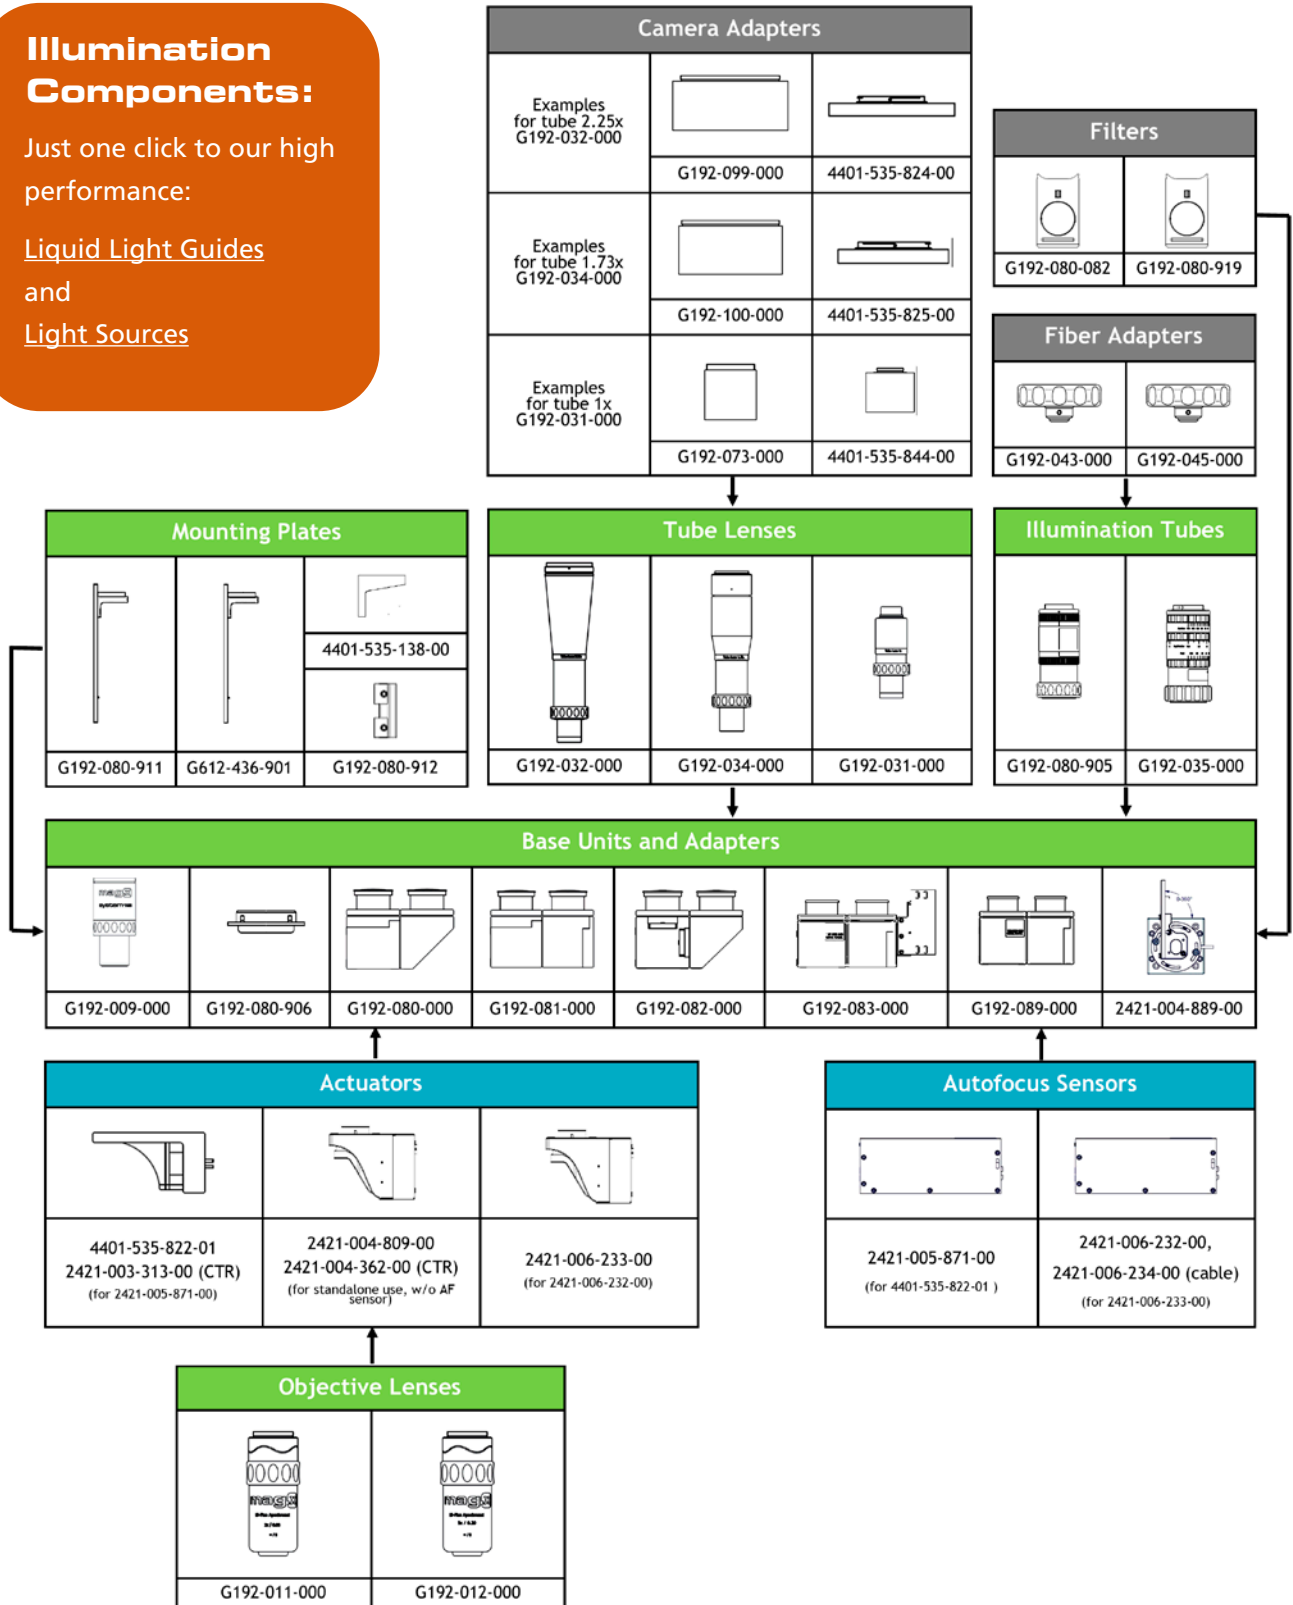 Illumination
Components:
Just one click to our high
performance:
Liquid Light Guides
and
Light Sources
Camera Adapters
Examples
for tube 2.25x
G192-032-000
G192-099-000
4401-535-824-00
Examples
for tube 1.73x
G192-034-000
G192-100-000
4401-535-825-00
Examples
for tube 1x
G192-031-000
G192-073-000
4401-535-844-00
Filters
G192-080-082
G192-080-919
Fiber Adapters
G192-043-000
G192-045-000
Mounting Plates
4401-535-138-00
G192-080-911
G612-436-901
G192-080-912
Tube Lenses
G192-032-000
G192-034-000
G192-031-000
Illumination Tubes
G192-080-905
G192-035-000
Base Units and Adapters
mag.x
system
G192-009-000
G192-080-906
G192-080-000
G192-081-000
G192-082-000
G192-083-000
G192-089-000
2421-004-889-00
Actuators
4401-535-822-01
2421-003-313-00 (CTR)
(for 2421-005-871-00)
2421-004-809-00
2421-004-362-00 (CTR)
(for standalone use, w/o AF
sensor)
2421-006-233-00
(for 2421-006-232-00)
Autofocus Sensors
2421-005-871-00
(for 4401-535-822-01 )
2421-006-232-00,
2421-006-234-00 (cable)
(for 2421-006-233-00)
Objective Lenses
G192-011-000
G192-012-000